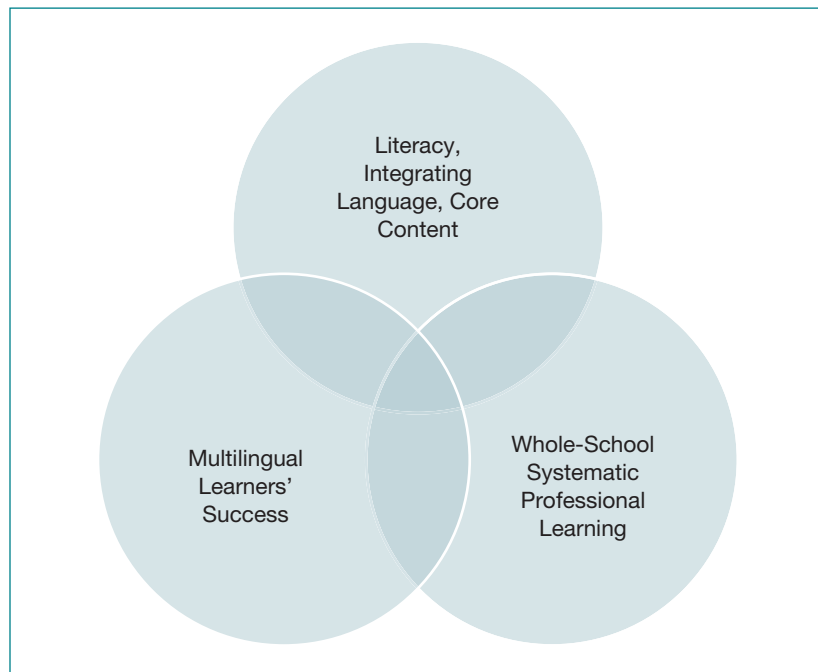 Literacy,
Integrating
Language, Core
Content
Multilingual
Learners’
Success
Whole-School
Systematic
Professional
Learning